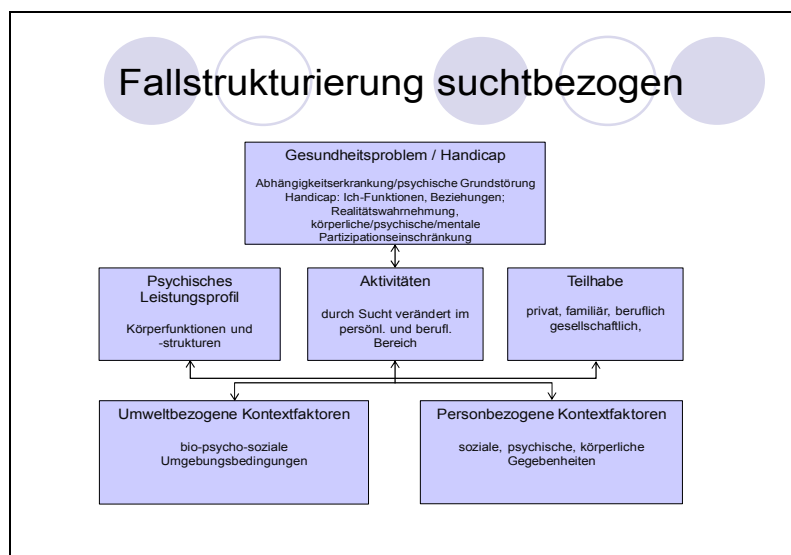 Fallstrukturierung suchtbezogen
Gesundheitsproblem / Handicap
Abhängigkeitserkrankung/psychische Grundstörung
Handicap: Ich-Funktionen, Beziehungen;
Realitätswahrnehmung,
körperliche/psychische/mentale
Partizipationseinschränkung
Psychisches
Leistungsprofil
Körperfunktionen und
-strukturen
Aktivitäten
durch Sucht verändert im
persönl. und berufl.
Bereich
Teilhabe
privat, familiär, beruflich
gesellschaftlich,
Umweltbezogene Kontextfaktoren
bio-psycho-soziale
Umgebungsbedingungen
Personbezogene Kontextfaktoren
soziale, psychische, körperliche
Gegebenheiten